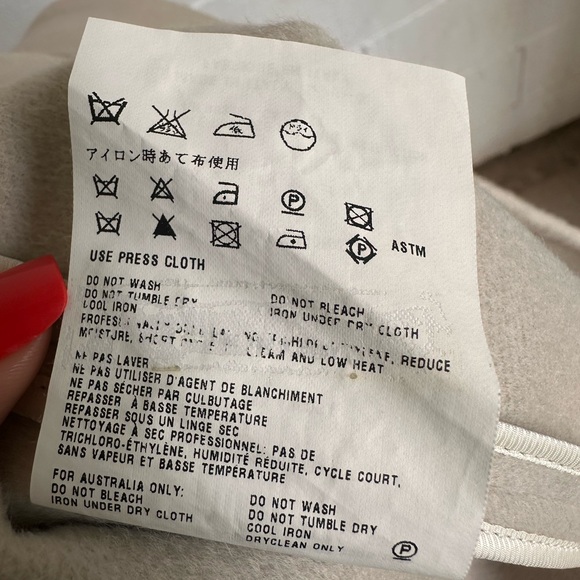 アイロン時あて布使用
P
P
ASTM
USE PRESS CLOTH
DO NOT WASH
DO NOT TUMBLE DRY
COOL IRON
DO NOT BLEACH
IRON UNDER DRY CLOTH
REDUCE
MOISTURE, SHORT AND LOW HEAT
NE PAS LAVER
NE PAS UTILISER D'AGENT DE BLANCHIMENT
NE PAS SÉCHER PAR CULBUTAGE
REPASSER À BASSE TEMPÉRATURE
REPASSER SOUS UN LINGE SEC
NETTOYAGE À SEC PROFESSIONNEL: PAS DE
TRICHLORO-ÉTHYLÈNE, HUMIDITÉ RÉDUITE, CYCLE COURT,
SANS VAPEUR ET BASSE TEMPÉRATURE
FOR AUSTRALIA ONLY:
DO NOT BLEACH
IRON UNDER DRY CLOTH
DO NOT WASH
DO NOT TUMBLE DRY
COOL IRON
DRYCLEAN ONLY
P